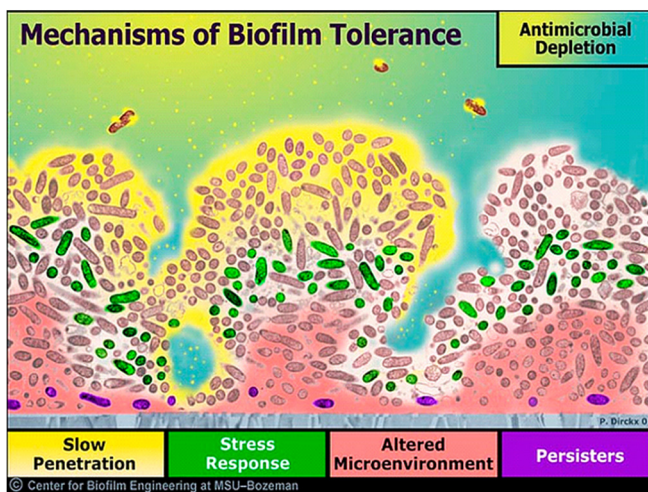 Mechanisms of Biofilm Tolerance
Antimicrobial
Depletion
P. Dirckx 0
Slow
Penetration
Stress
Response
Altered
Microenvironment
Persisters
© Center for Biofilm Engineering at MSU–Bozeman